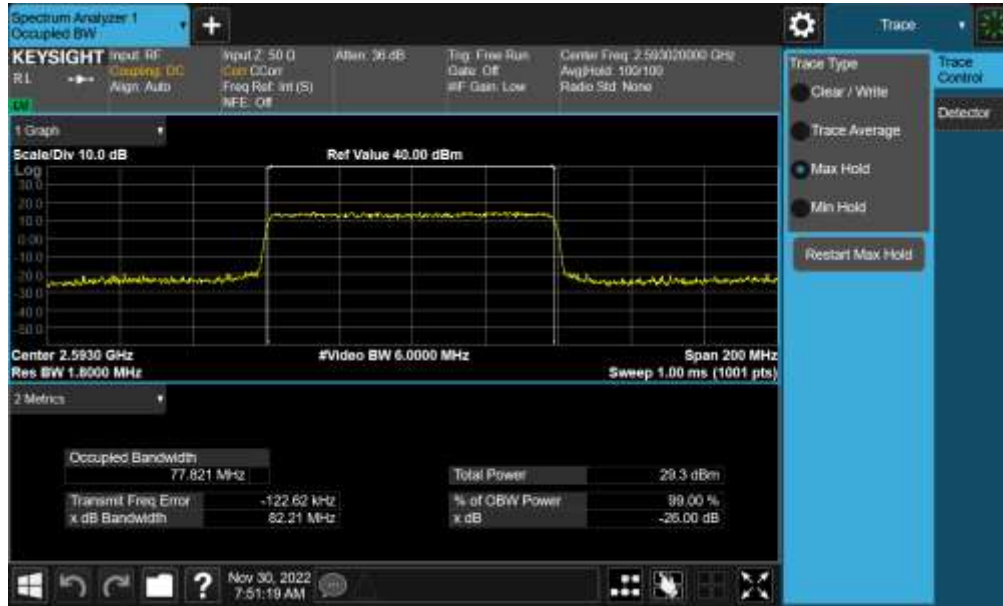 Spectrum Analyzer 1
Occupied BW
Trace
KEYSIGHT
Input: RF
Coupling: DC
Align: Auto
Input Z: 50 Ω
Corr CCorr
Freq Ref: Int (S)
NFE: Off
Atten: 36 dB
Trig: Free Run
Gate: Off
#IF Gain: Low
Center Freq: 2.593020000 GHz
Avg|Hold: 100/100
Radio Std: None
1 Graph
Scale/Div 10.0 dB
Ref Value 40.00 dBm
Log
30.0
20.0
10.0
0.00
-10.0
-20.0
-30.0
-40.0
-50.0
Center 2.5930 GHz
#Video BW 6.0000 MHz
Span 200 MHz
Res BW 1.8000 MHz
Sweep 1.00 ms (1001 pts)
2 Metrics
Occupied Bandwidth
77.821 MHz
Total Power 29.3 dBm
Transmit Freq Error -122.62 kHz
% of OBW Power 99.00 %
x dB Bandwidth 82.21 MHz
x dB -26.00 dB
Nov 30, 2022
7:51:19 AM
Trace Type
Clear / Write
Trace Average
Max Hold
Min Hold
Restart Max Hold
Trace
Control
Detector